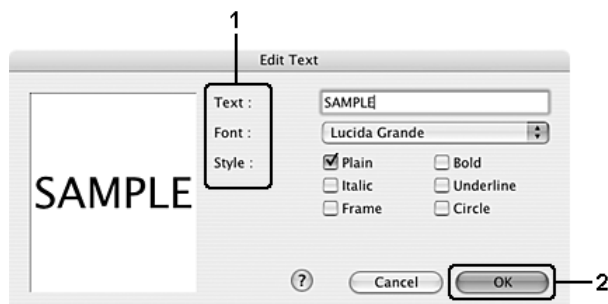 1
Edit Text
Text : SAMPLE
Font : Lucida Grande
Style : Plain Bold
Italic Underline
Frame Circle
SAMPLE
? Cancel OK 2